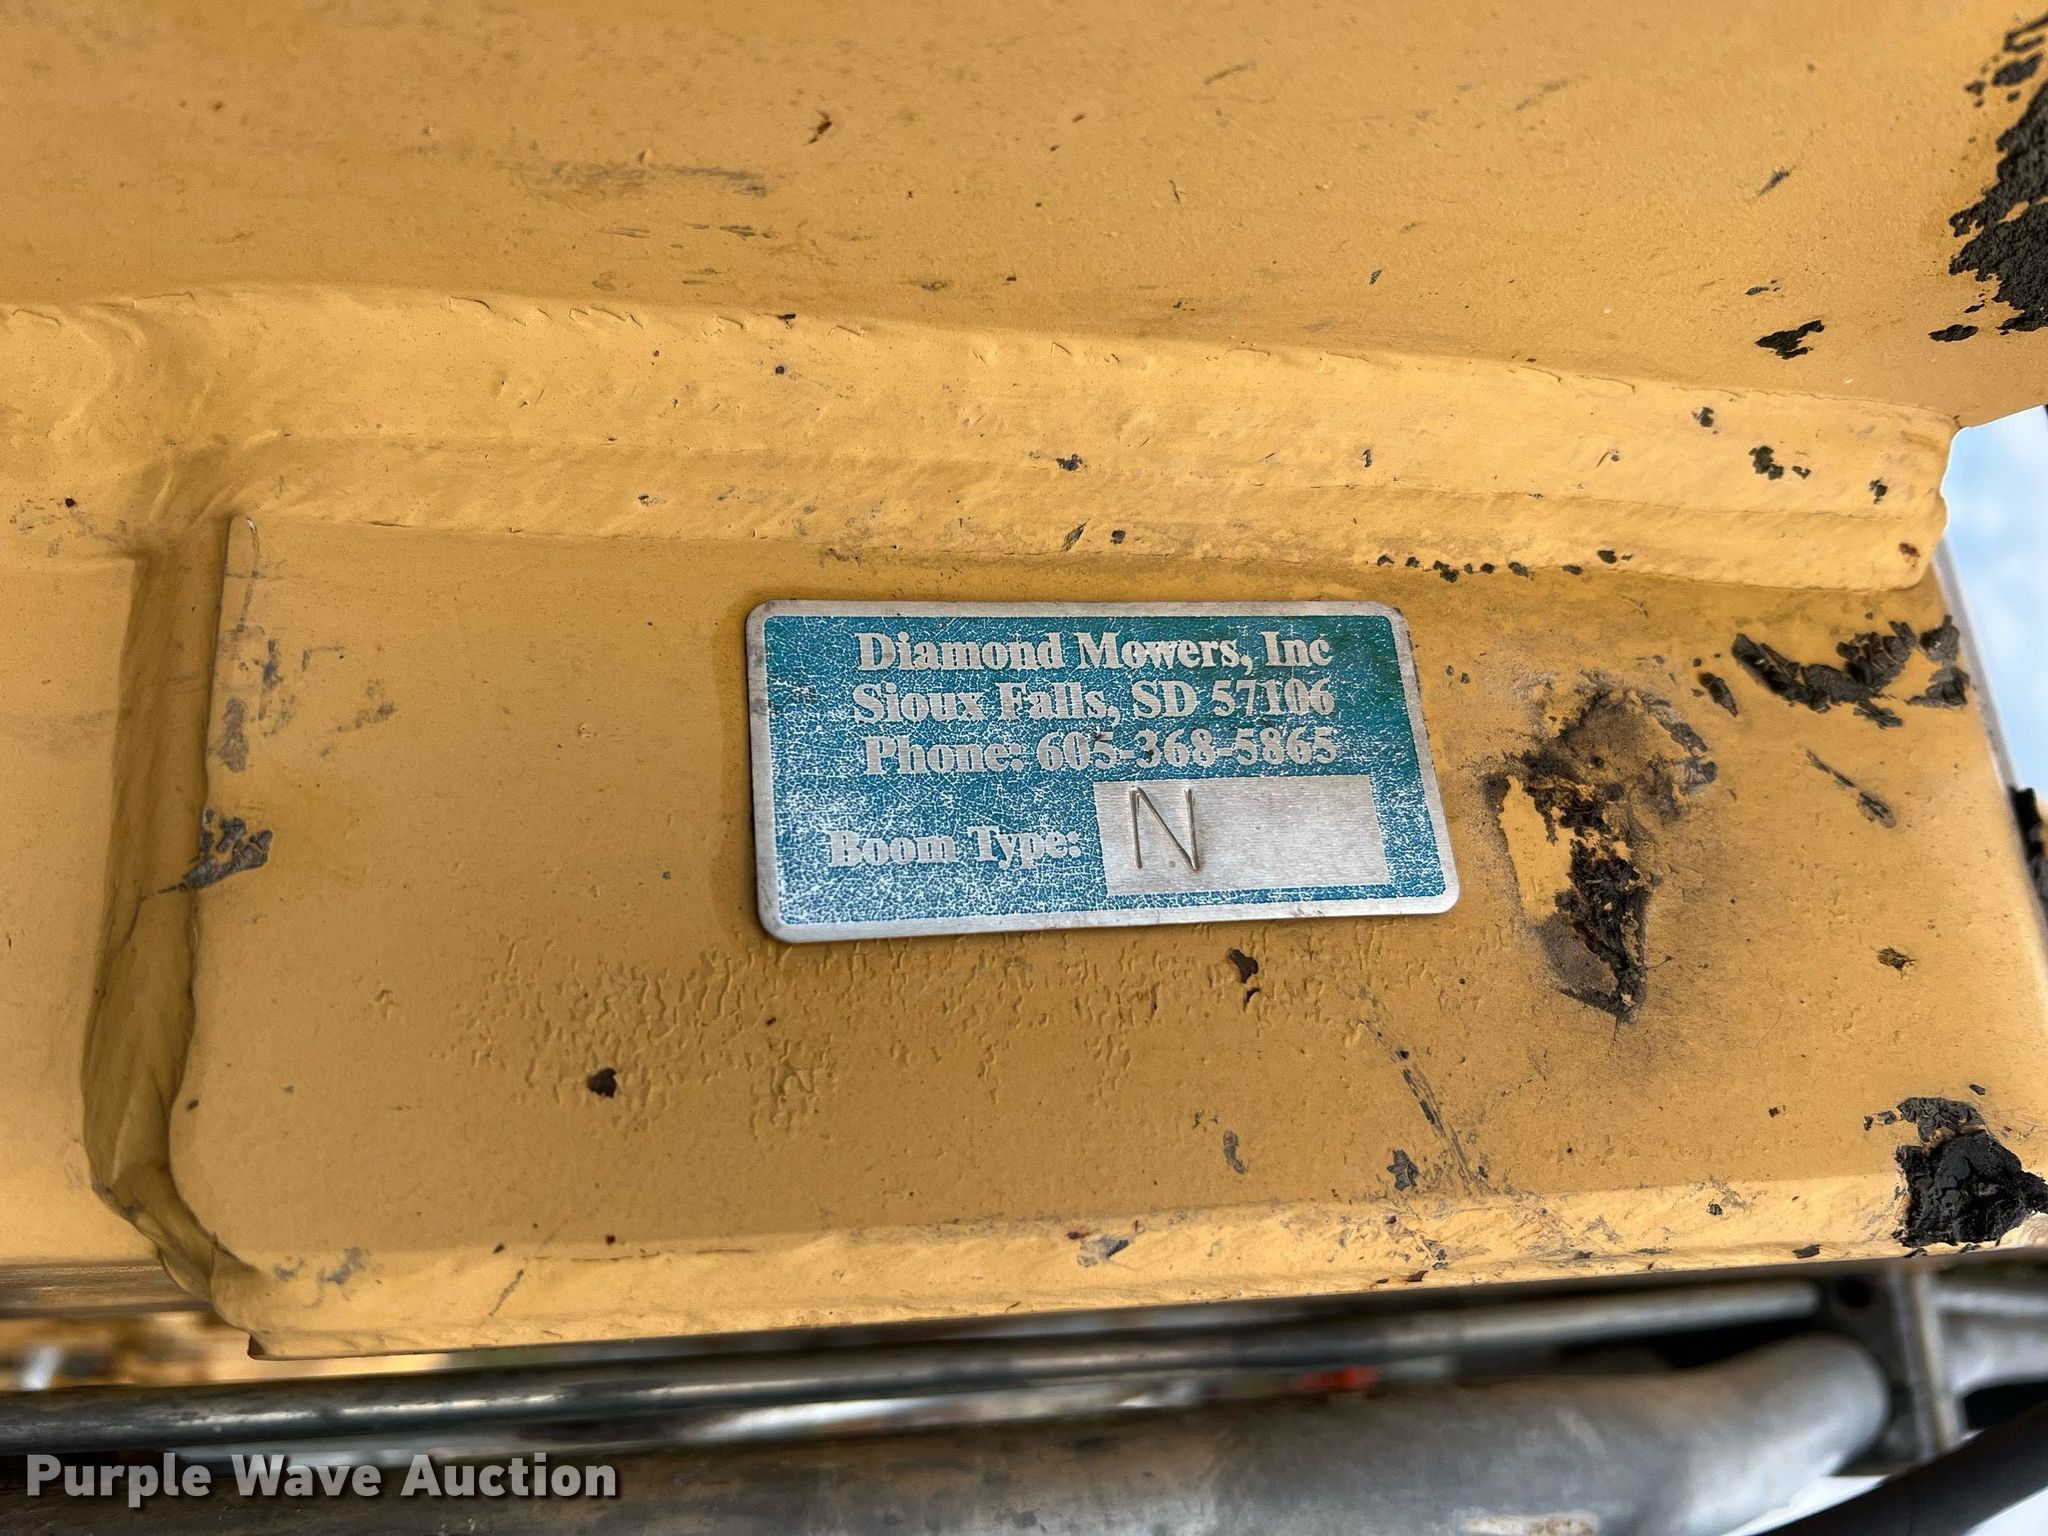 Diamond Mowers, Inc
Sioux Falls, SD 57106
Phone: 605-368-5865
Boom Type: N
Purple Wave Auction